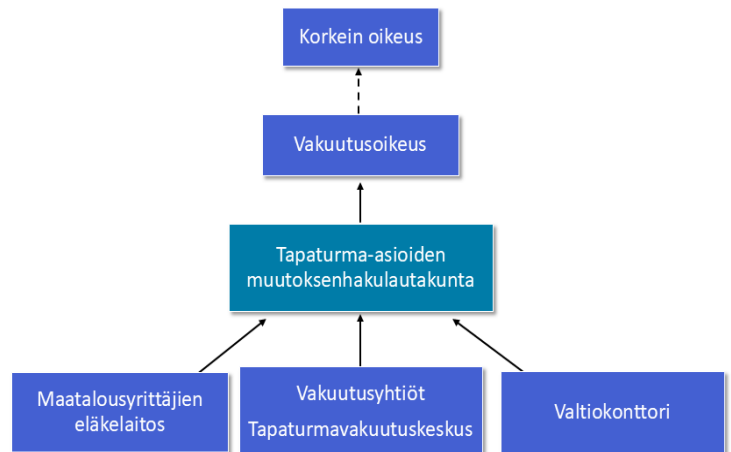 Korkein oikeus
Vakuutusoikeus
Tapaturma-asioiden
muutoksenhakulautakunta
Maatalousyrittäjien
eläkelaitos
Vakuutusyhtiöt
Tapaturmavakuutuskeskus
Valtiokonttori